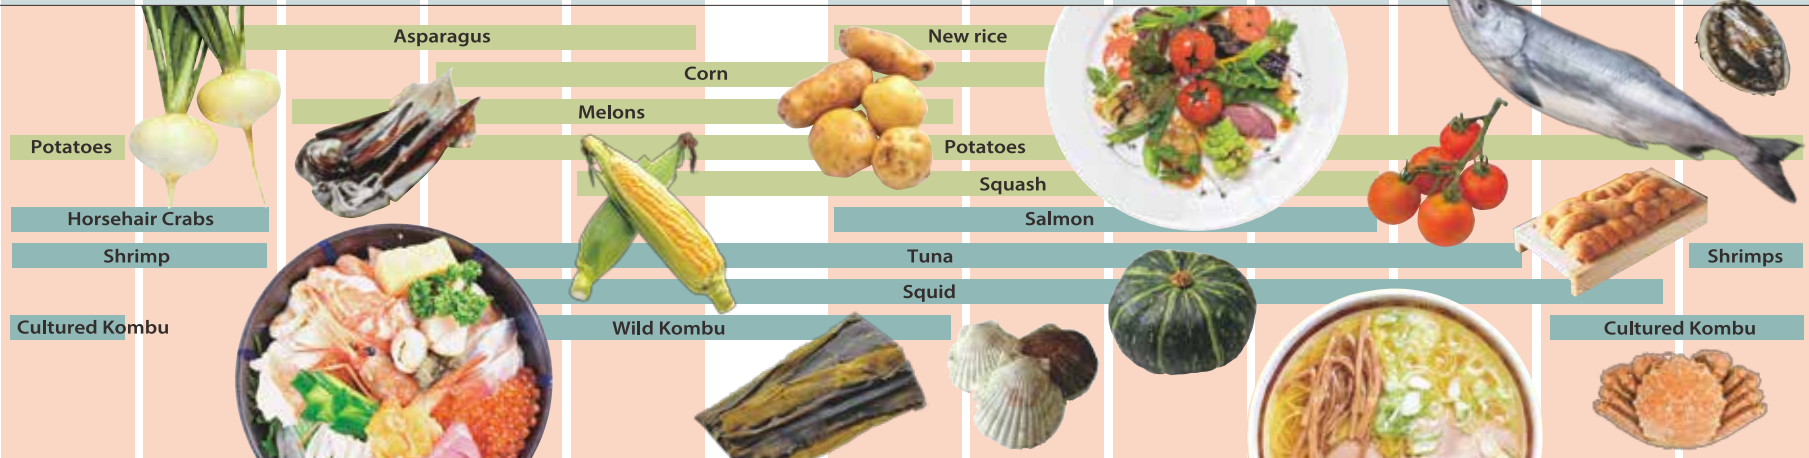 Asparagus
New rice
Corn
Melons
Potatoes
Potatoes
Squash
Horsehair Crabs
Salmon
Shrimp
Tuna
Shrimps
Squid
Cultured Kombu
Wild Kombu
Cultured Kombu